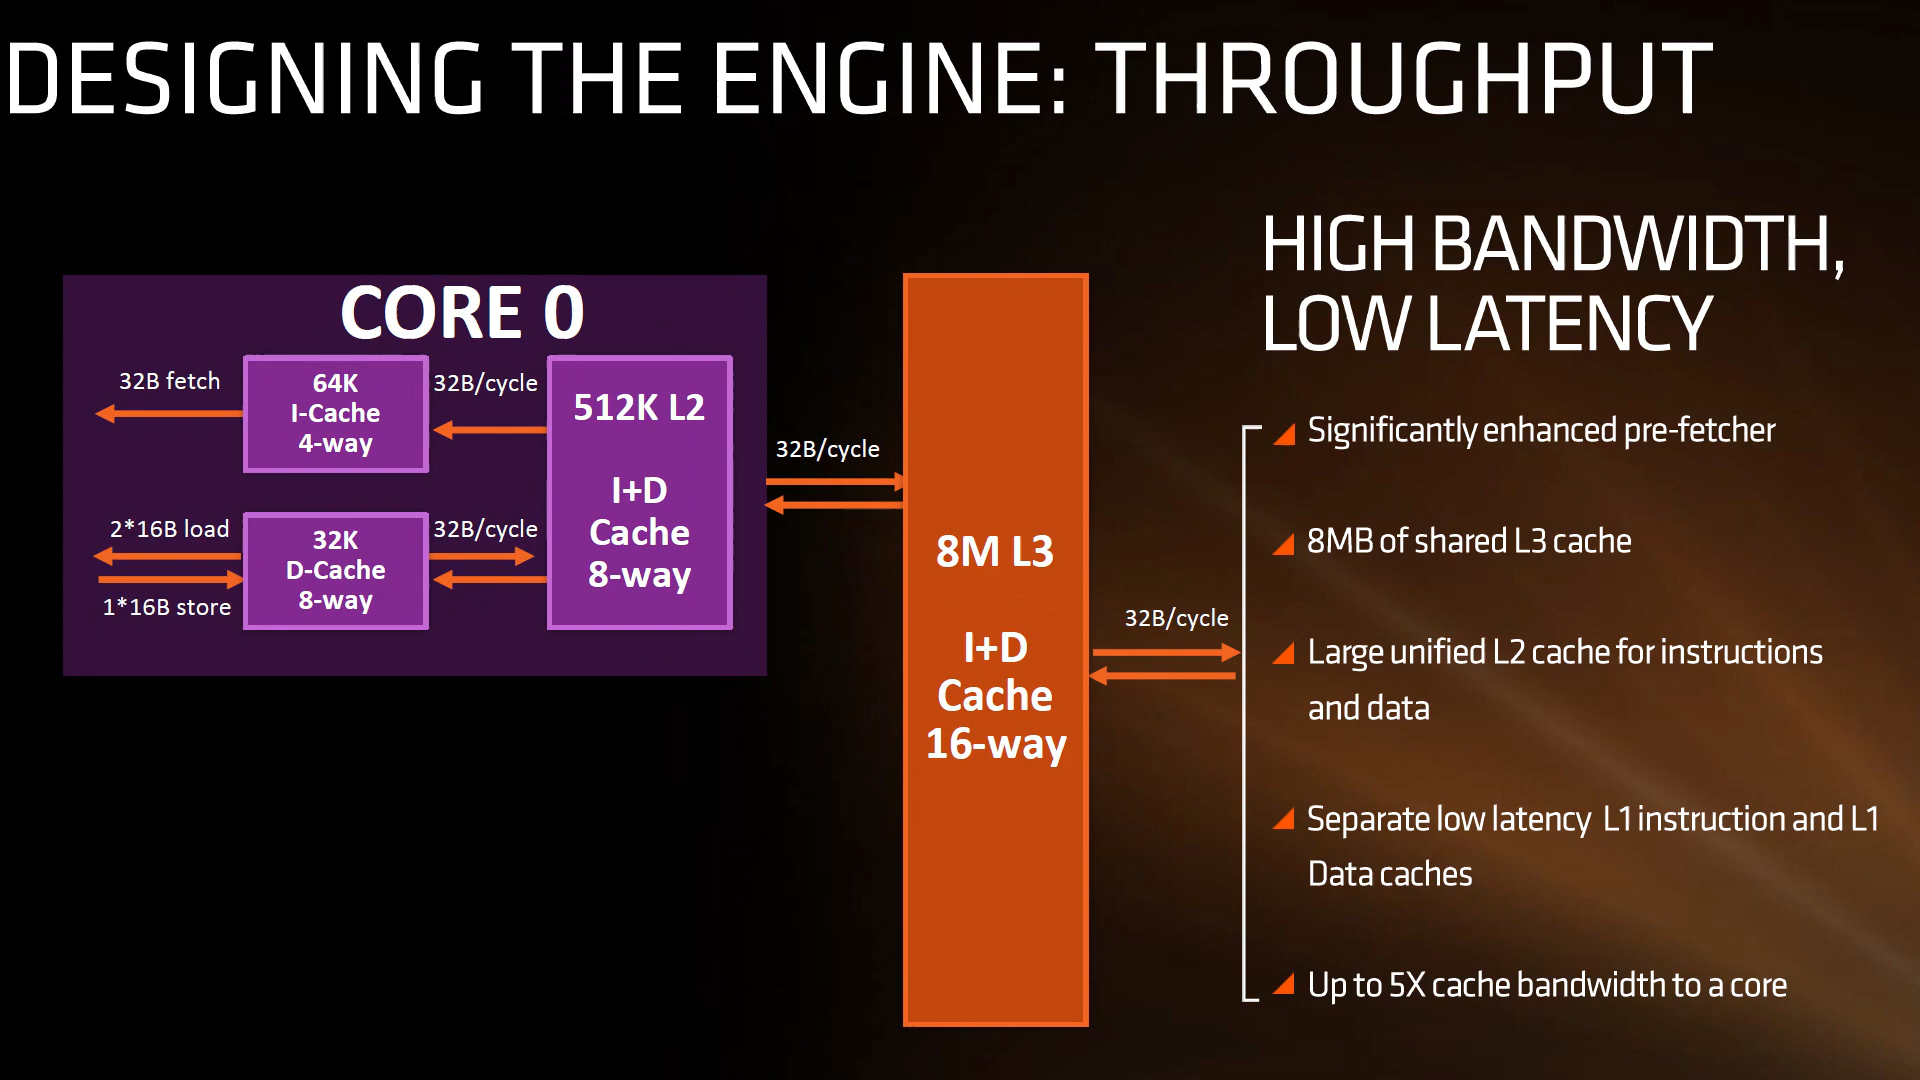 DESIGNING THE ENGINE: THROUGHPUT
CORE 0
32B fetch
64K
I-Cache
4-way
32B/cycle
2*16B load
1*16B store
32K
D-Cache
8-way
32B/cycle
512K L2
I+D
Cache
8-way
32B/cycle
8M L3
I+D
Cache
16-way
32B/cycle
HIGH BANDWIDTH,
LOW LATENCY
Significantly enhanced pre-fetcher
8MB of shared L3 cache
Large unified L2 cache for instructions
and data
Separate low latency  L1 instruction and L1
Data caches
Up to 5X cache bandwidth to a core